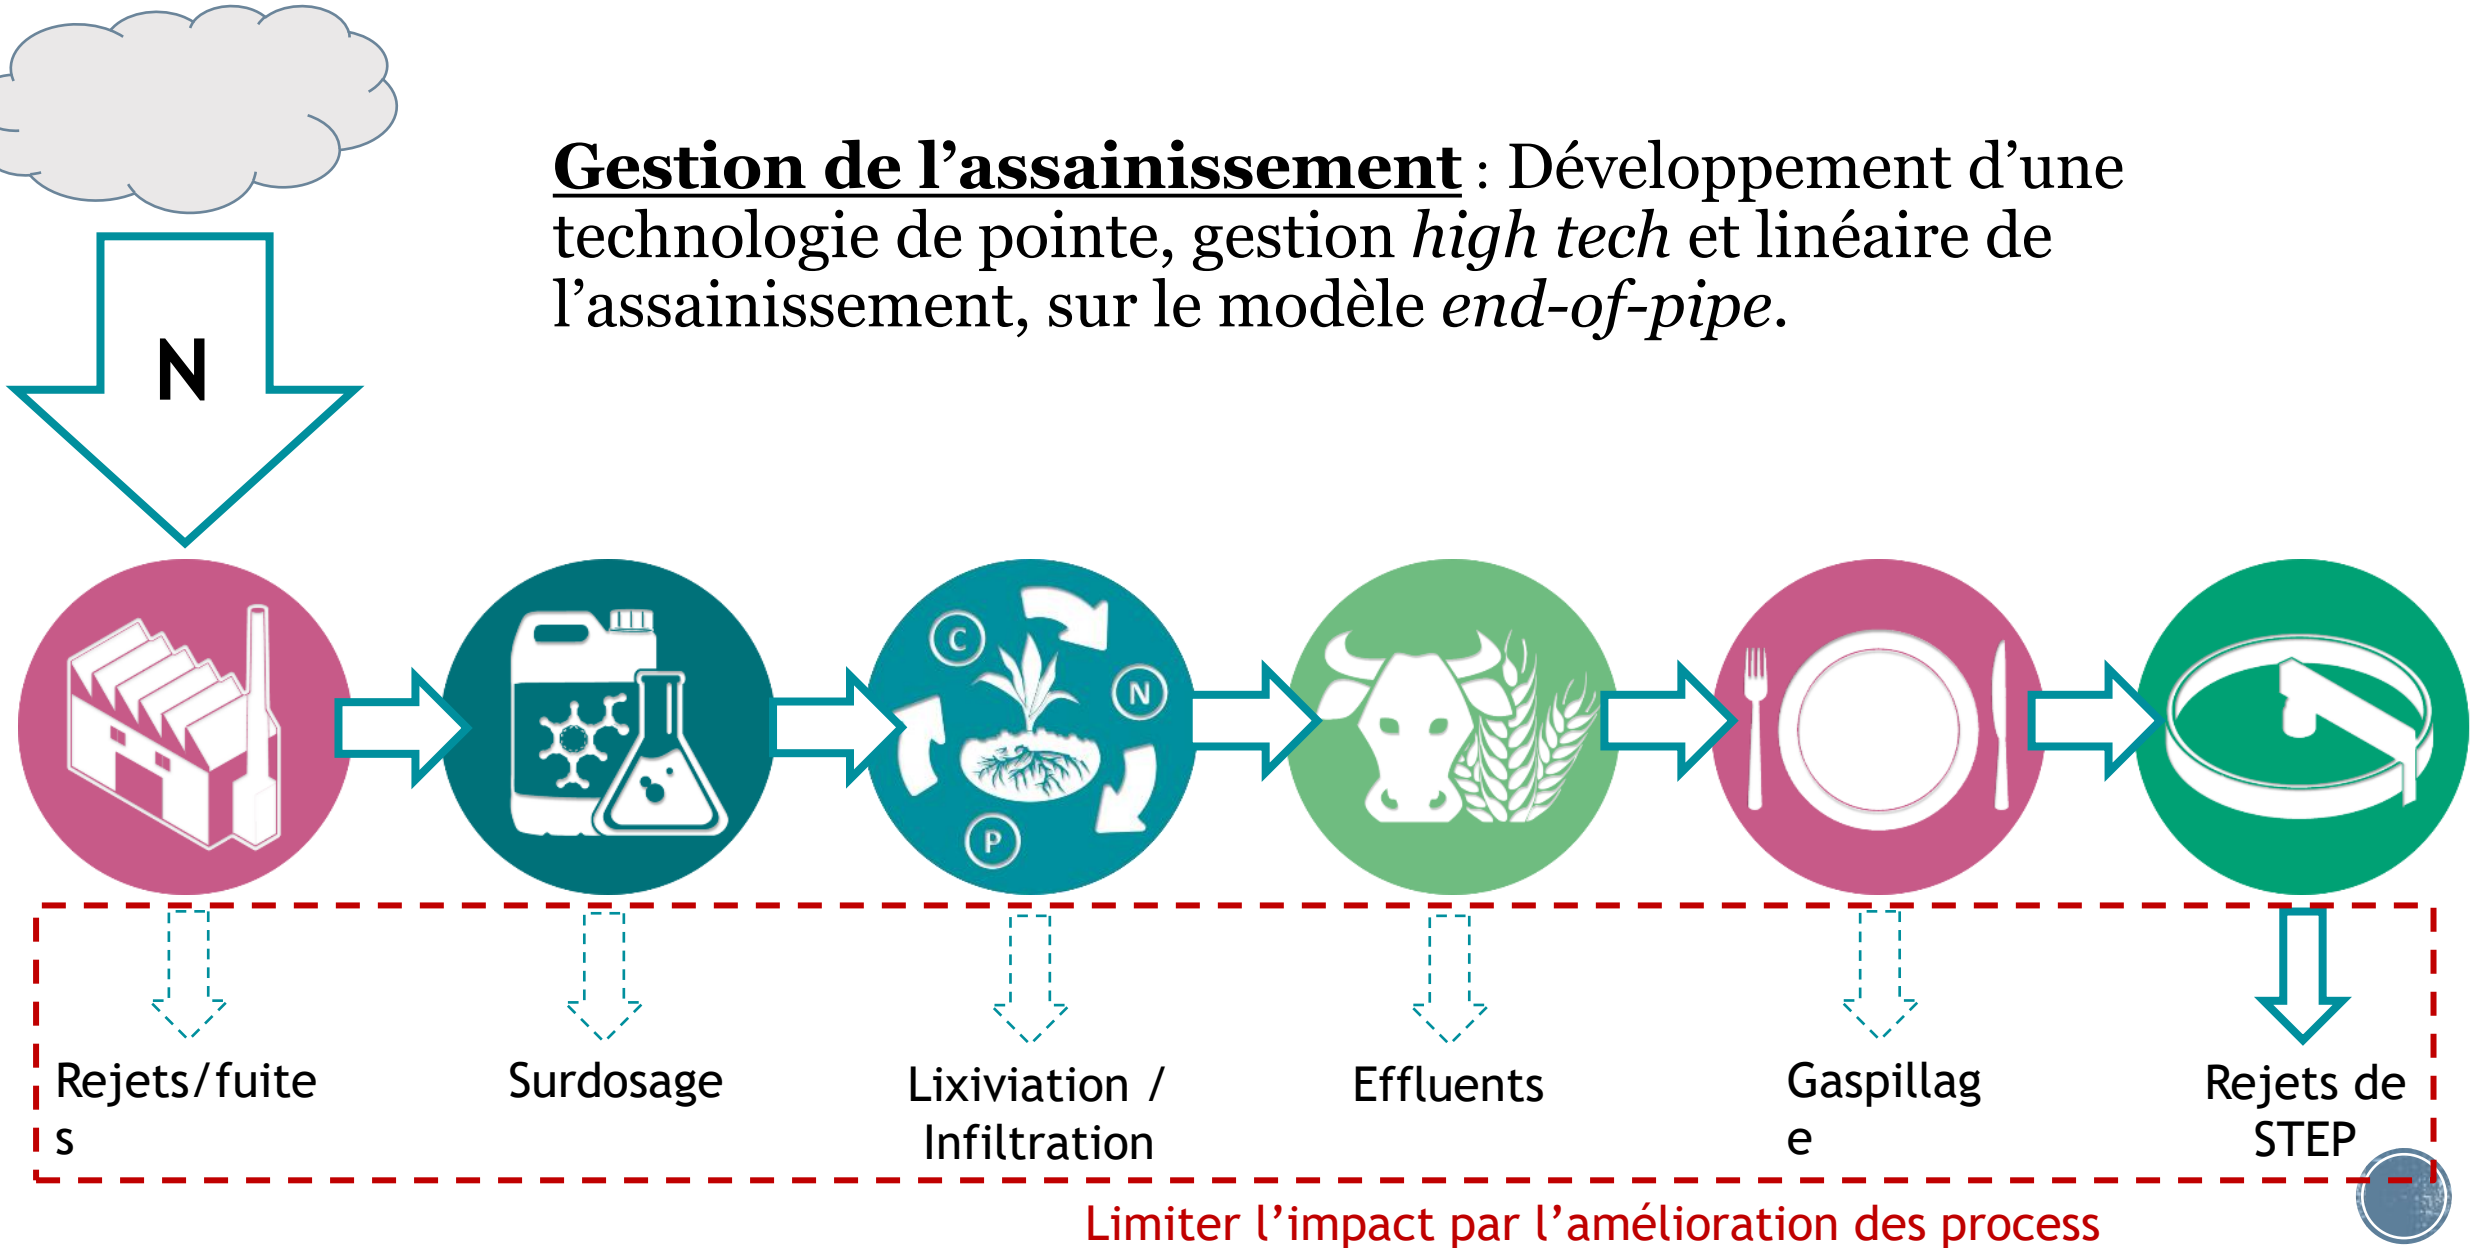 Gestion de l’assainissement : Développement d’une
technologie de pointe, gestion high tech et linéaire de
l’assainissement, sur le modèle end-of-pipe.
N
C
N
P
Rejets/fuite
s
Surdosage
Lixiviation /
Infiltration
Effluents
Gaspillag
e
Rejets de
STEP
Limiter l’impact par l’amélioration des process